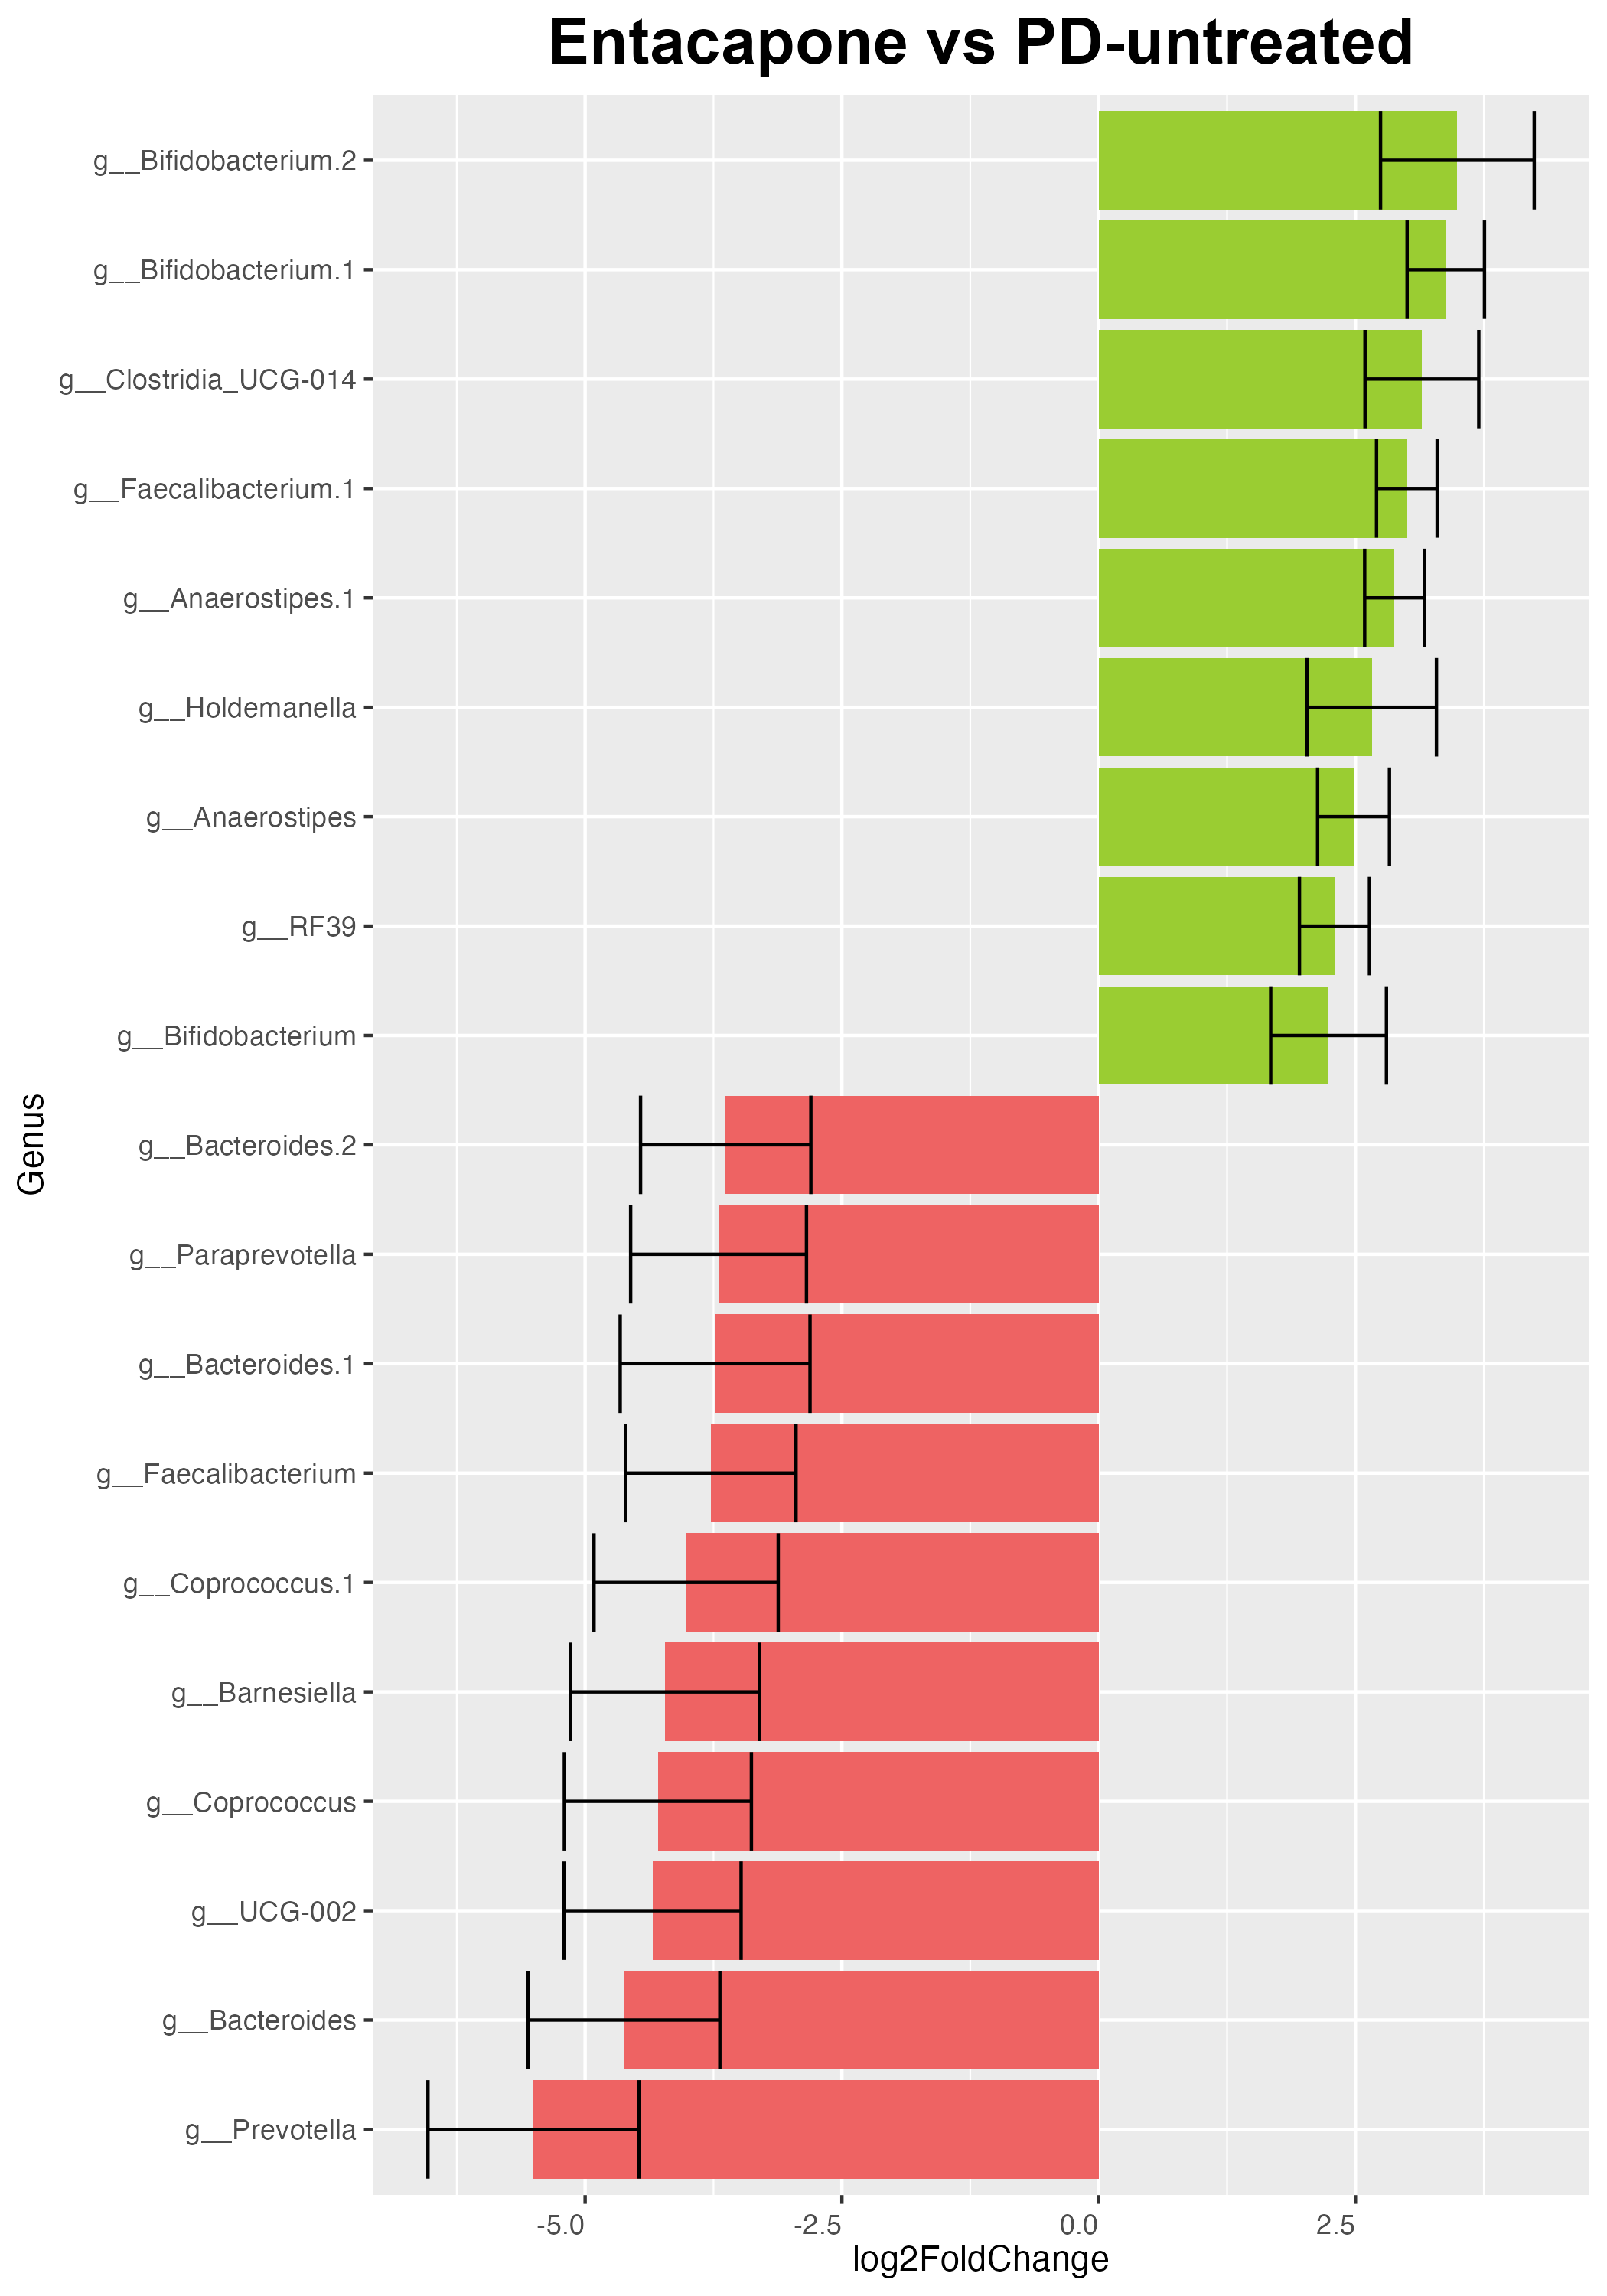 Entacapone vs PD-untreated
g__Bifidobacterium.2
g__Bifidobacterium.1
g__Clostridia_UCG-014
g__Faecalibacterium.1
g__Anaerostipes.1
g__Holdemanella
g__Anaerostipes
g__RF39
g__Bifidobacterium
Genus
g__Bacteroides.2
g__Paraprevotella
g__Bacteroides.1
g__Faecalibacterium
g__Coprococcus.1
g__Barnesiella
g__Coprococcus
g__UCG-002
g__Bacteroides
g__Prevotella
-5.0 -2.5 0.0 2.5
log2FoldChange